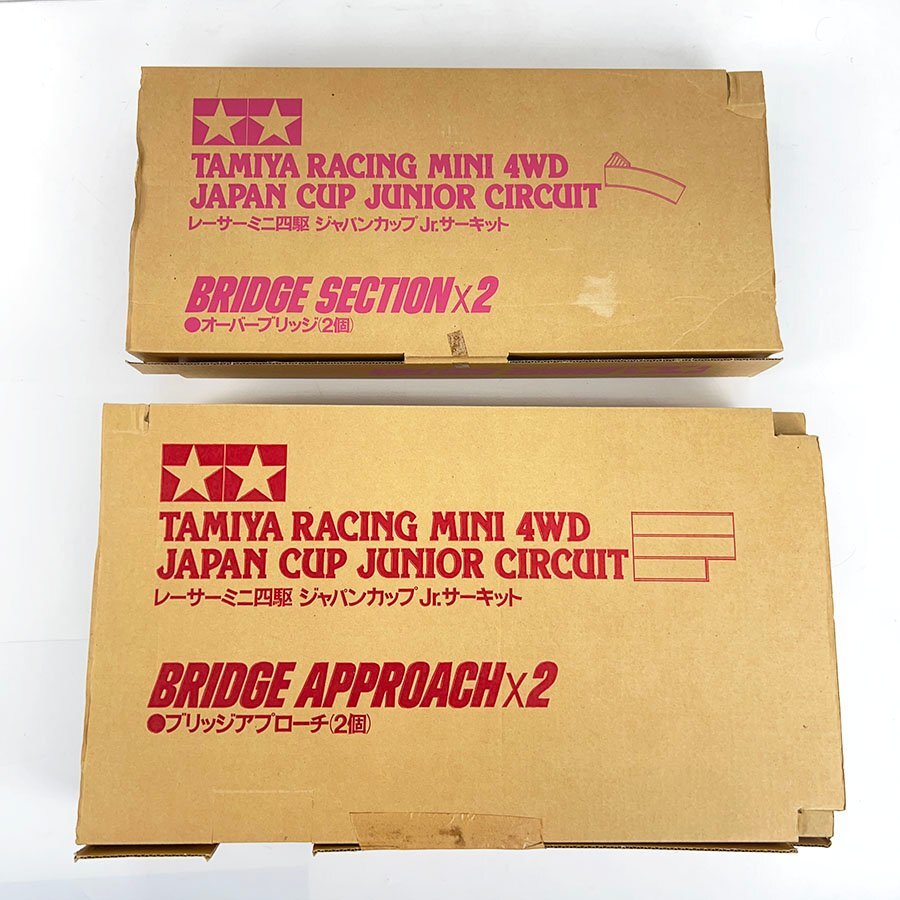 TAMIYA RACING MINI 4WD
JAPAN CUP JUNIOR CIRCUIT
レーサーミニ四駆 ジャパンカップ Jr.サーキット
BRIDGE SECTION×2
●オーバーブリッジ(2個)
TAMIYA RACING MINI 4WD
JAPAN CUP JUNIOR CIRCUIT
レーサーミニ四駆 ジャパンカップ Jr.サーキット
BRIDGE APPROACH×2
●ブリッジアプローチ(2個)